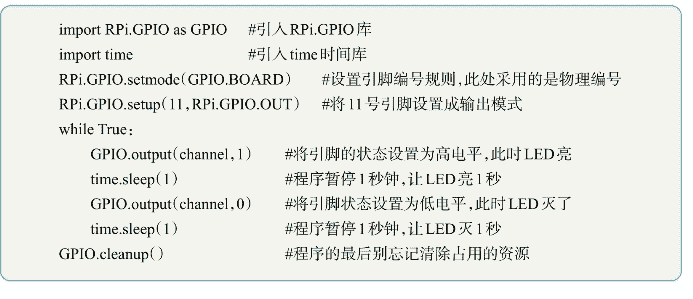 import RPi.GPIO as GPIO #引入RPi.GPIO库
import time #引入time时间库
RPi.GPIO.setmode(GPIO.BOARD) #设置引脚编号规则,此处采用的是物理编号
RPi.GPIO.setup(11,RPi.GPIO.OUT) #将11号引脚设置成输出模式
while True:
    GPIO.output(channel,1) #将引脚的状态设置为高电平,此时LED亮
    time.sleep(1) #程序暂停1秒钟,让LED亮1秒
    GPIO.output(channel,0) #将引脚状态设置为低电平,此时LED灭了
    time.sleep(1) #程序暂停1秒钟,让LED灭1秒
GPIO.cleanup() #程序的最后别忘记清除占用的资源